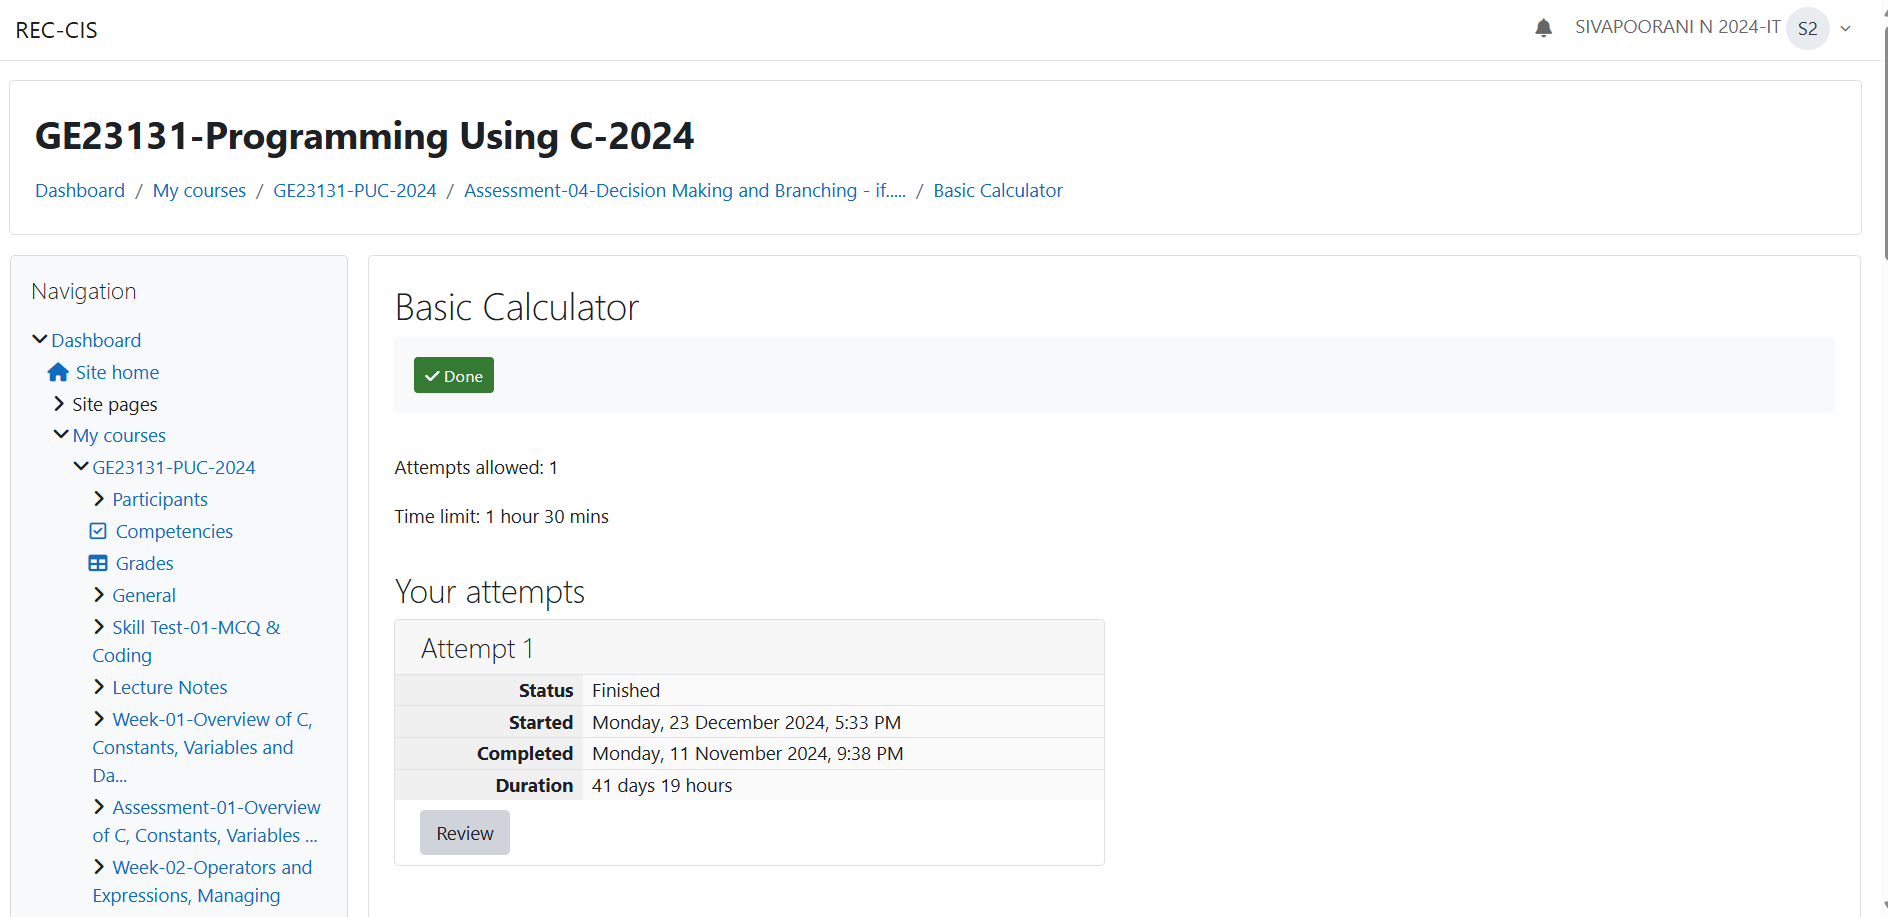 REC-CIS
SIVAPOORANI N 2024-IT S2
GE23131-Programming Using C-2024
Dashboard / My courses / GE23131-PUC-2024 / Assessment-04-Decision Making and Branching - if..... / Basic Calculator
Navigation
Dashboard
Site home
Site pages
My courses
GE23131-PUC-2024
Participants
Competencies
Grades
General
Skill Test-01-MCQ &
Coding
Lecture Notes
Week-01-Overview of C,
Constants, Variables and
Da...
Assessment-01-Overview
of C, Constants, Variables ...
Week-02-Operators and
Expressions, Managing
Basic Calculator
Done
Attempts allowed: 1
Time limit: 1 hour 30 mins
Your attempts
Attempt 1
Status Finished
Started Monday, 23 December 2024, 5:33 PM
Completed Monday, 11 November 2024, 9:38 PM
Duration 41 days 19 hours
Review